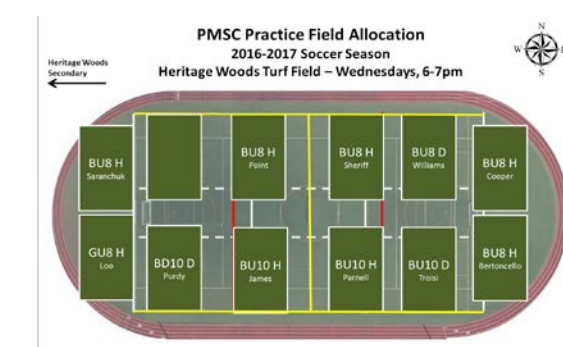 PMSC Practice Field Allocation
2016-2017 Soccer Season
Heritage Woods Turf Field – Wednesdays, 6-7pm
Heritage Woods
Secondary
N
W
S
BU8 H
Saranchuk
BU8 H
Point
BU8 H
Sheriff
BU8 D
Williams
BU8 H
Cooper
GU8 H
Loo
BD10 D
Purdy
BU10 H
James
BU10 H
Parnell
BU10 D
Troisi
BU8 H
Bertoncello